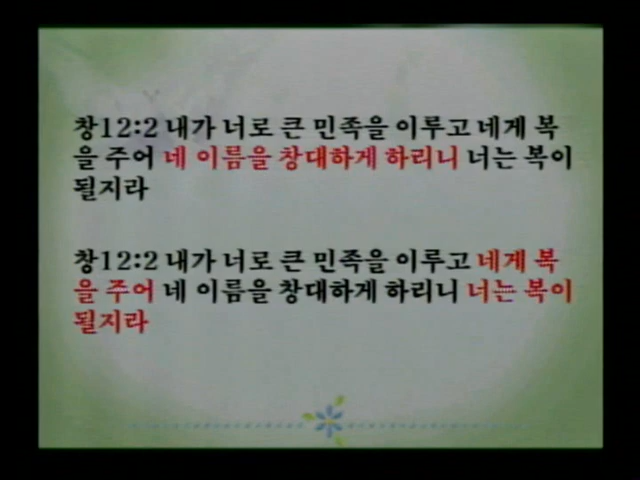 창12:2 내가 너로 큰 민족을 이루고 네게 복
을 주어 네 이름을 창대하게 하리니 너는 복이
될지라
창12:2 내가 너로 큰 민족을 이루고 네게 복
을 주어 네 이름을 창대하게 하리니 너는 복이
될지라